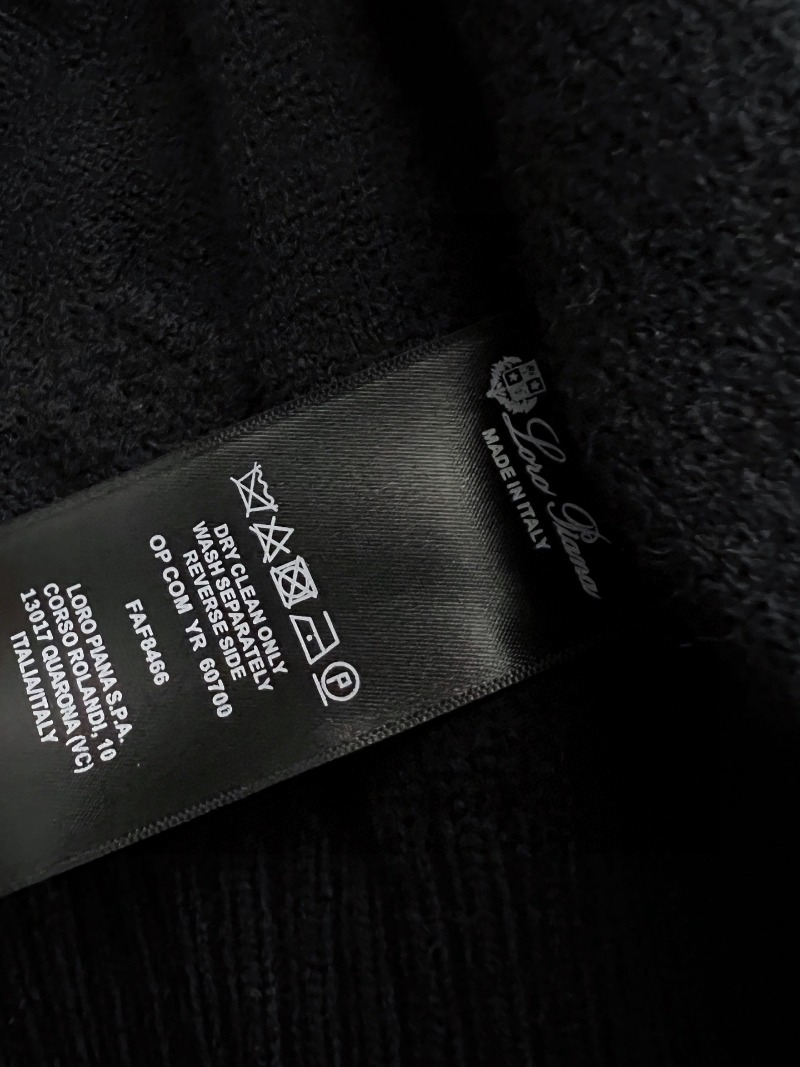 Loro Piana
MADE IN ITALY
P
DRY CLEAN ONLY
WASH SEPARATELY
REVERSE SIDE
OP COM YR 60700
FAF8466
LORO PIANA S.P.A.
CORSO ROLANDI, 10
13017 QUARONA (VC)
ITALIA/ITALY